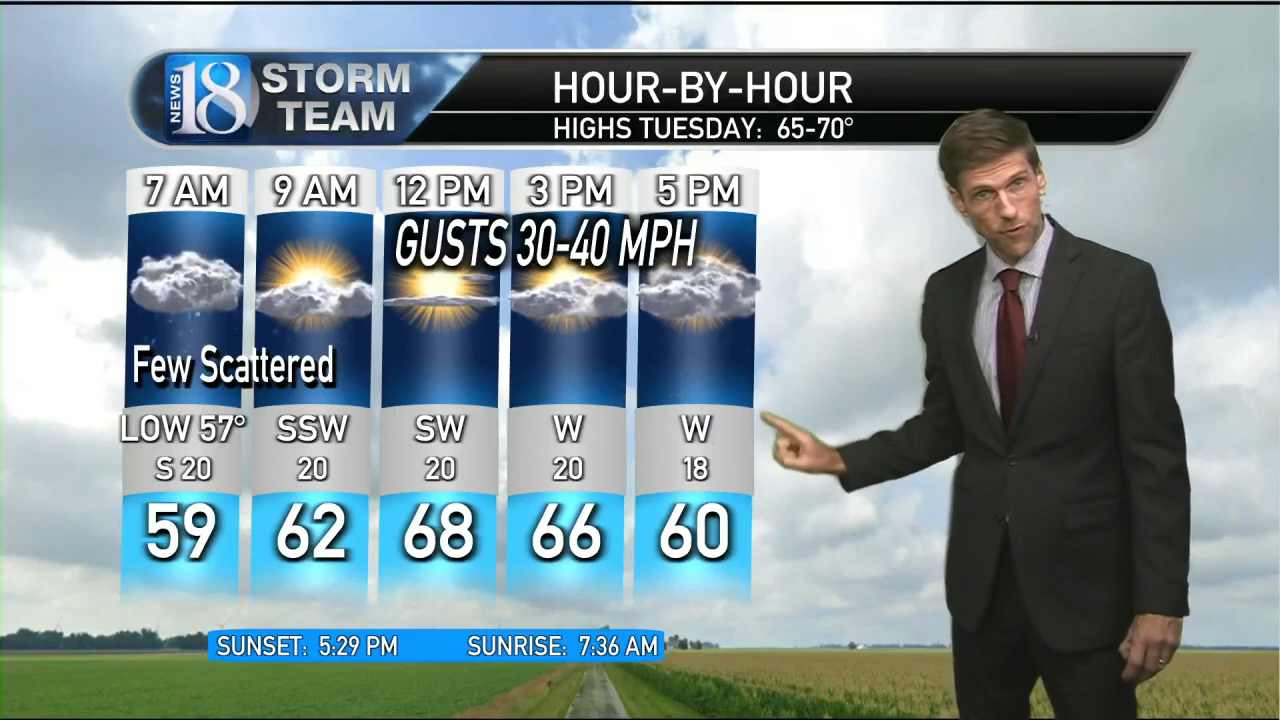 NEWS 18 STORM TEAM
HOUR-BY-HOUR
HIGHS TUESDAY: 65-70°
7 AM 9 AM 12 PM 3 PM 5 PM
GUSTS 30-40 MPH
Few Scattered
LOW 57° SSW SW W W
S 20 20 20 20 18
59 62 68 66 60
SUNSET: 5:29 PM SUNRISE: 7:36 AM